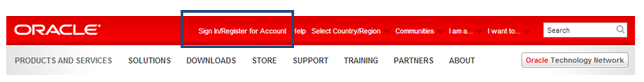 ORACLE Sign In/Register for Account Help Select Country/Region Communities I am a... I want to... Search
PRODUCTS AND SERVICES SOLUTIONS DOWNLOADS STORE SUPPORT TRAINING PARTNERS ABOUT Oracle Technology Network